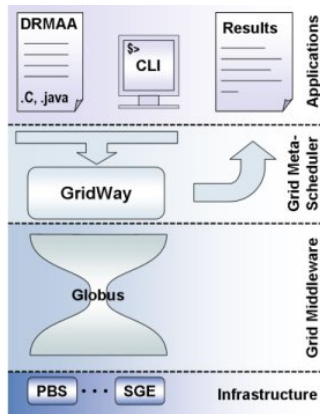 DRMAA
.C, .java
$>
CLI
Results
Applications
GridWay
Grid Meta-
Scheduler
Globus
Grid Middleware
PBS
···
SGE
Infrastructure